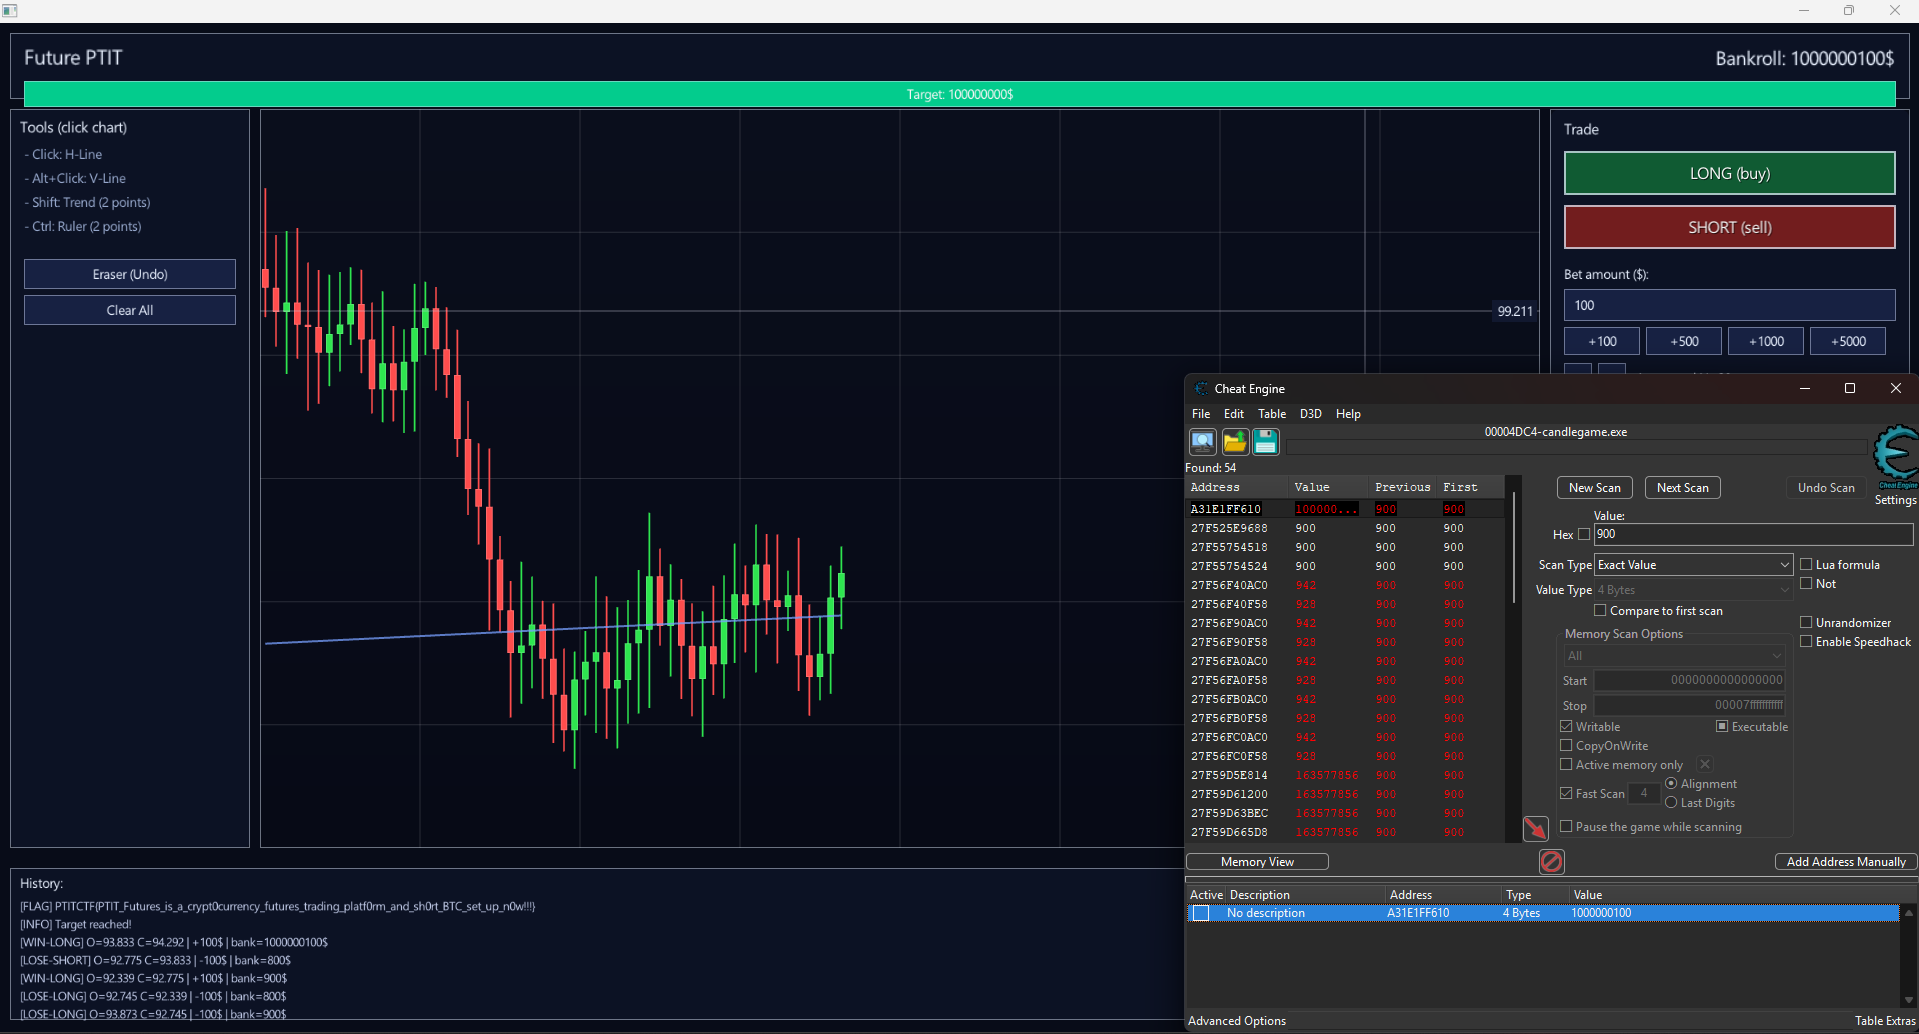 Future PTIT
Bankroll: 1000000100$
Target: 100000000$
Tools (click chart)
- Click: H-Line
- Alt+Click: V-Line
- Shift: Trend (2 points)
- Ctrl: Ruler (2 points)
Eraser (Undo)
Clear All
99.211
Trade
LONG (buy)
SHORT (sell)
Bet amount ($):
100
+100
+500
+1000
+5000
Cheat Engine
File Edit Table D3D Help
00004DC4-candlegame.exe
Found: 54
Address Value Previous First
A31E1FF610 100000... 900 900
27F525E9688 900 900 900
27F55754518 900 900 900
27F55754524 900 900 900
27F56F40AC0 942 900 900
27F56F40F58 928 900 900
27F56F90AC0 942 900 900
27F56F90F58 928 900 900
27F56FA0AC0 942 900 900
27F56FA0F58 928 900 900
27F56FB0AC0 942 900 900
27F56FB0F58 928 900 900
27F56FC0AC0 942 900 900
27F56FC0F58 928 900 900
27F59D5E814 163577856 900 900
27F59D61200 163577856 900 900
27F59D63BEC 163577856 900 900
27F59D665D8 163577856 900 900
New Scan
Next Scan
Undo Scan
Cheat Engine
Settings
Value:
Hex 900
Scan Type Exact Value
Lua formula
Not
Value Type 4 Bytes
Compare to first scan
Unrandomizer
Enable Speedhack
Memory Scan Options
All
Start 0000000000000000
Stop 00007fffffffffff
Writable
Executable
CopyOnWrite
Active memory only
Fast Scan 4
Alignment
Last Digits
Pause the game while scanning
Memory View
Add Address Manually
Active Description Address Type Value
No description A31E1FF610 4 Bytes 1000000100
Advanced Options
Table Extras
History:
[FLAG] PTITCTF{PTIT_Futures_is_a_crypt0currency_futures_trading_platf0rm_and_sh0rt_BTC_set_up_n0w!!!}
[INFO] Target reached!
[WIN-LONG] O=93.833 C=94.292 | +100$ | bank=1000000100$
[LOSE-SHORT] O=92.775 C=93.833 | -100$ | bank=800$
[WIN-LONG] O=92.339 C=92.775 | +100$ | bank=900$
[LOSE-LONG] O=92.745 C=92.339 | -100$ | bank=800$
[LOSE-LONG] O=93.873 C=92.745 | -100$ | bank=900$